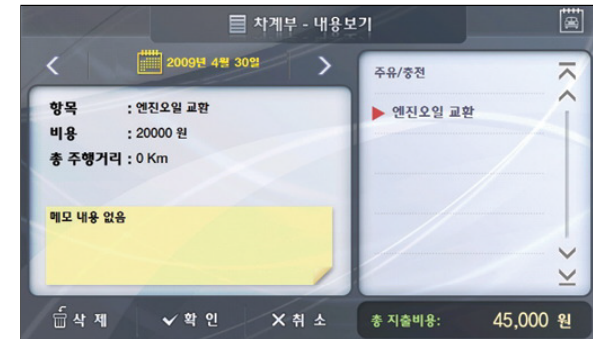 차계부 - 내용보기
2009년 4월 30일
항목 : 엔진오일 교환
비용 : 20000 원
총 주행거리 : 0 Km
메모 내용 없음
주유/충전
엔진오일 교환
삭 제
확 인
취 소
총 지출비용: 45,000 원